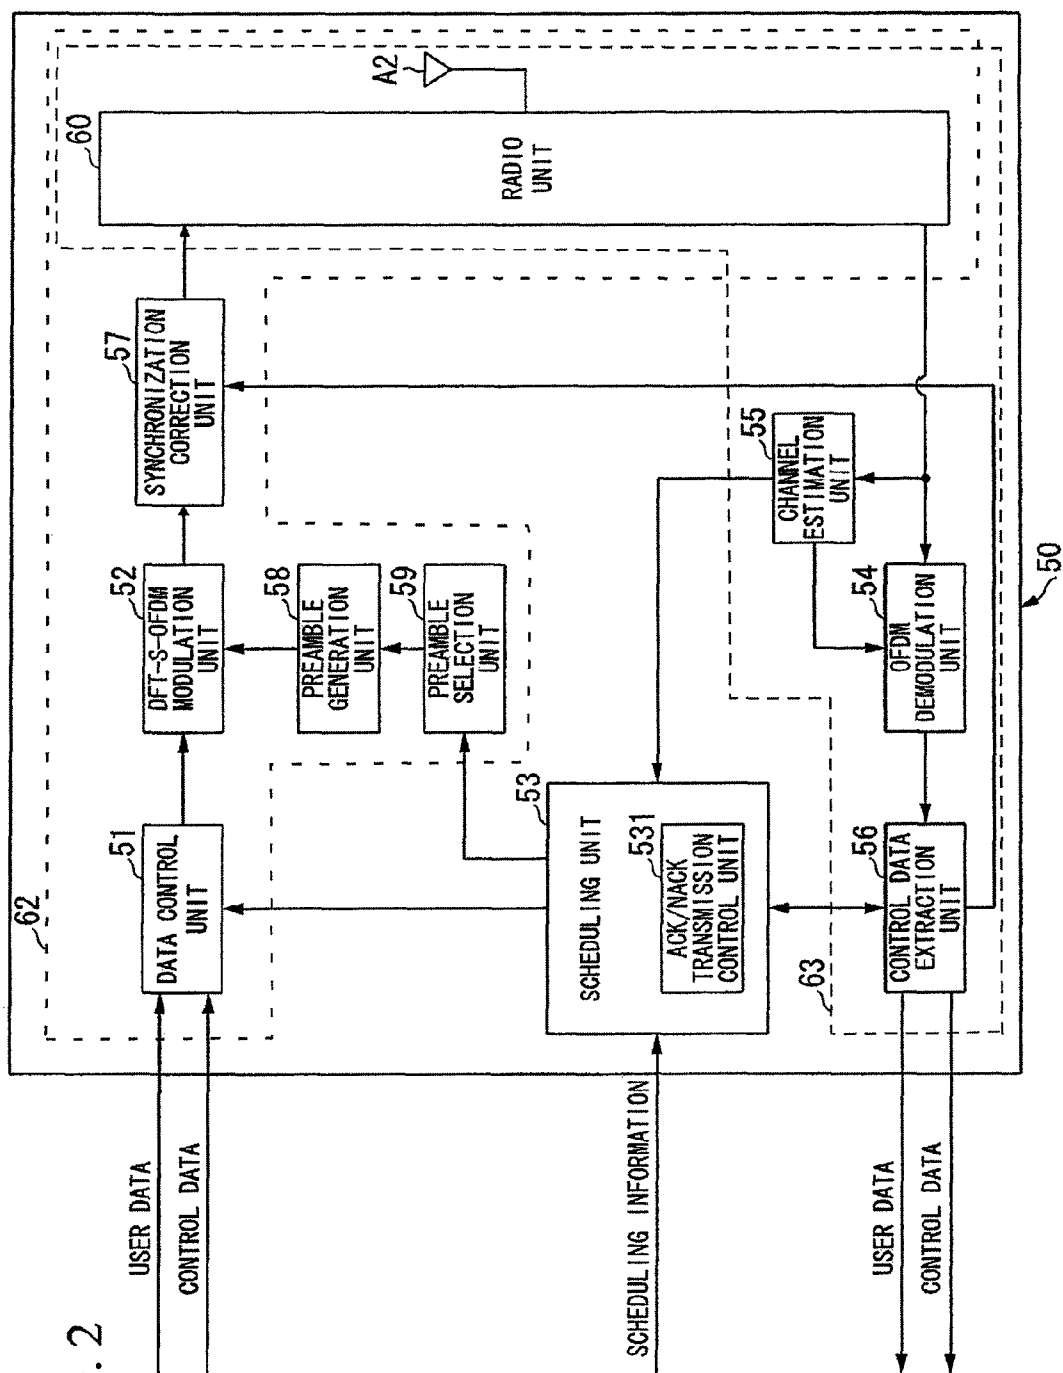 . 2
62
60
A2
57
SYNCHRONIZATION
CORRECTION
UNIT
RADIO
UNIT
52
DFT-S-OFDM
MODULATION
UNIT
51
DATA CONTROL
UNIT
58
PREAMBLE
GENERATION
UNIT
59
PREAMBLE
SELECTION
UNIT
53
SCHEDULING UNIT
531
ACK/NACK
TRANSMISSION
CONTROL UNIT
55
CHANNEL
ESTIMATION
UNIT
54
OFDM
DEMODULATION
UNIT
56
CONTROL DATA
EXTRACTION
UNIT
63
50
USER DATA
CONTROL DATA
SCHEDULING INFORMATION
USER DATA
CONTROL DATA